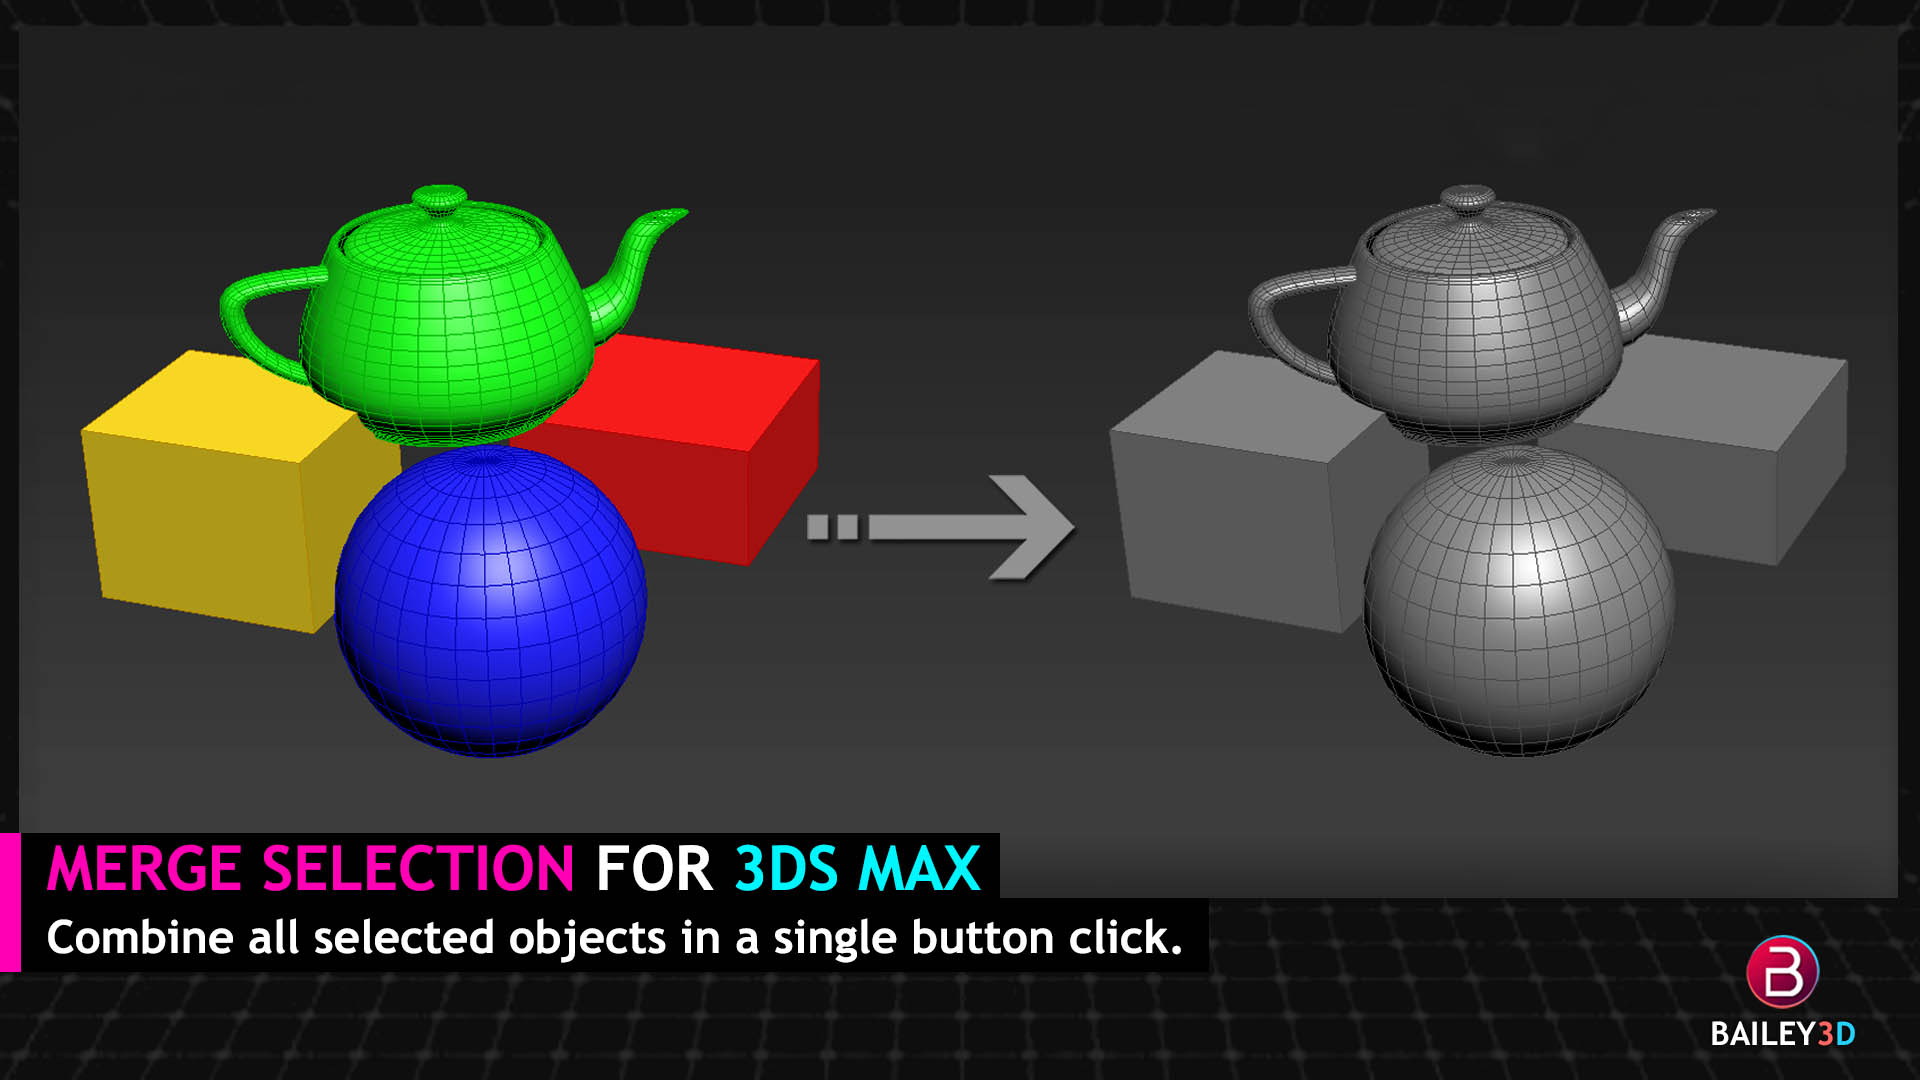 MERGE SELECTION FOR 3DS MAX
Combine all selected objects in a single button click.
B
BAILEY3D